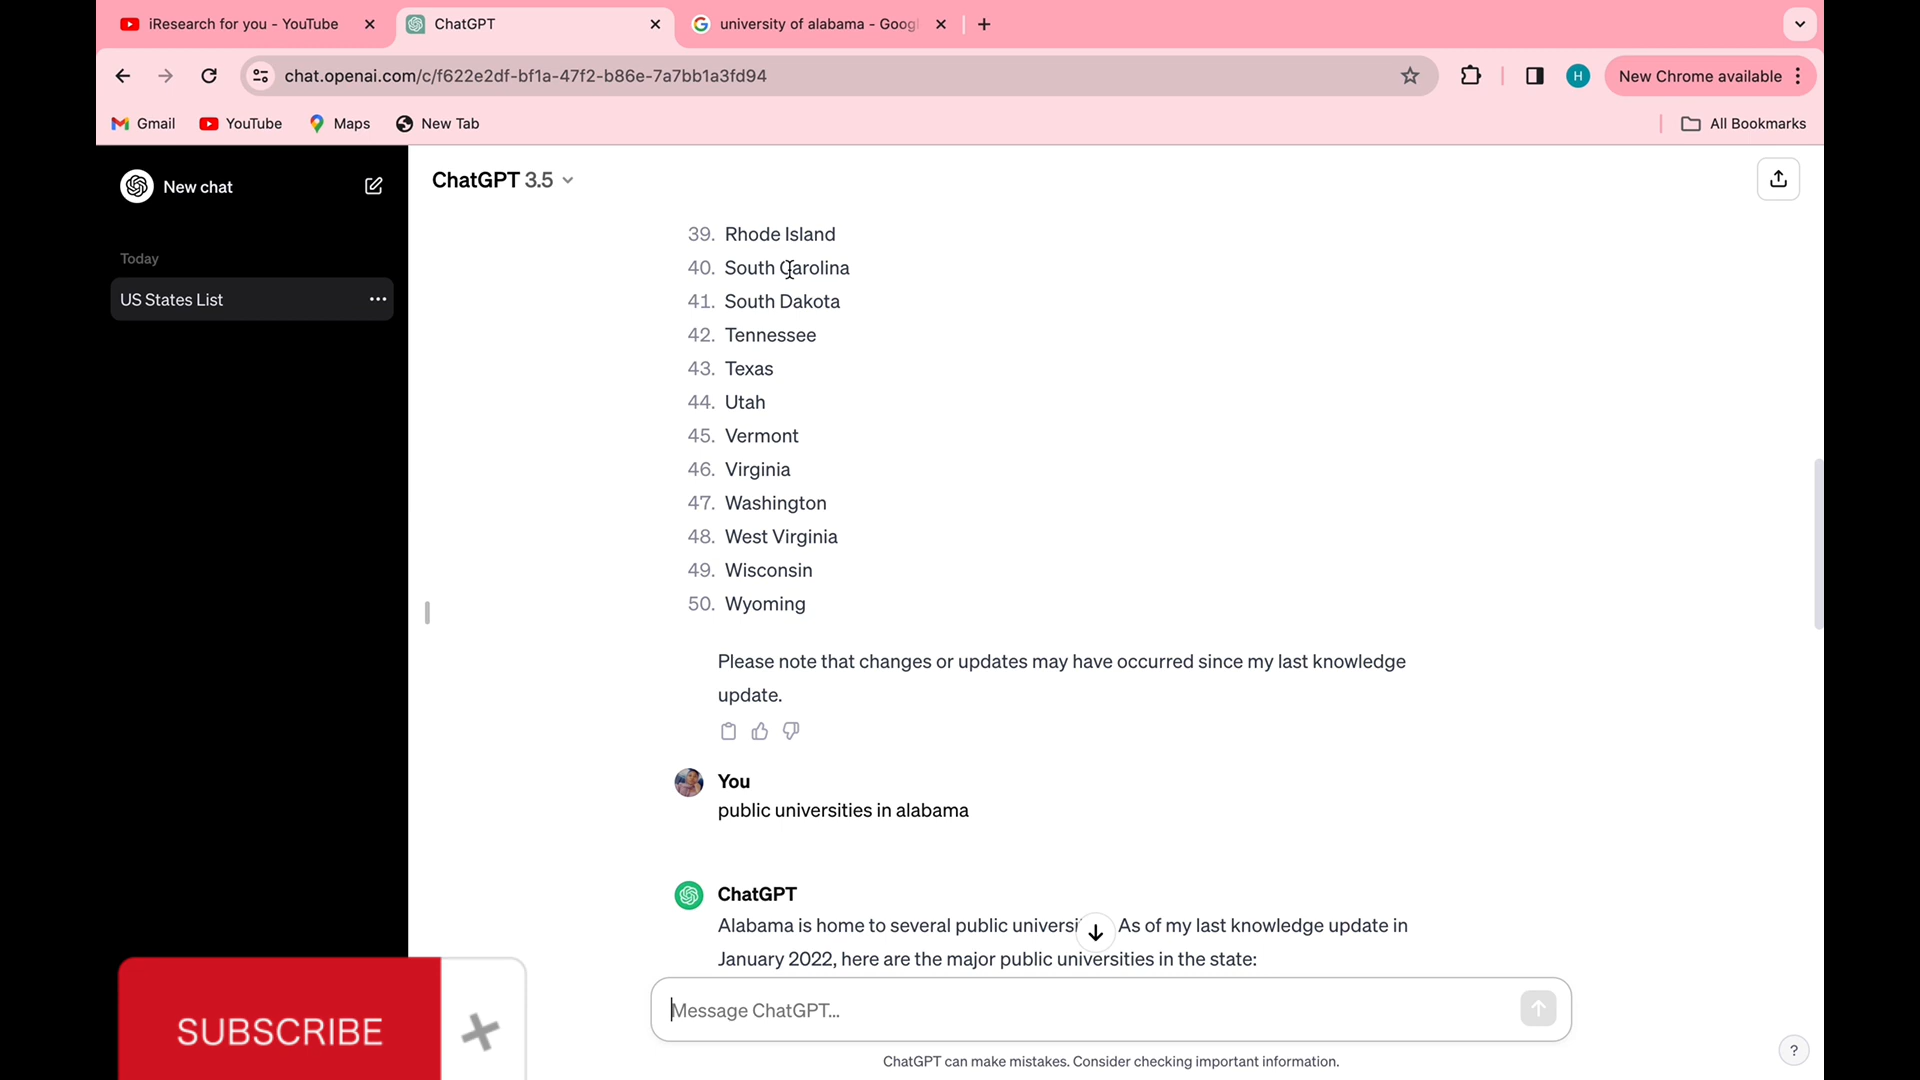 iResearch for you - YouTube
ChatGPT
university of alabama - Goog
chat.openai.com/c/f622e2df-bf1a-47f2-b86e-7a7bb1a3fd94
H
New Chrome available
Gmail
YouTube
Maps
New Tab
All Bookmarks
New chat
Today
US States List
ChatGPT 3.5
39. Rhode Island
40. South Carolina
41. South Dakota
42. Tennessee
43. Texas
44. Utah
45. Vermont
46. Virginia
47. Washington
48. West Virginia
49. Wisconsin
50. Wyoming
Please note that changes or updates may have occurred since my last knowledge
update.
You
public universities in alabama
ChatGPT
Alabama is home to several public universi As of my last knowledge update in
January 2022, here are the major public universities in the state:
Message ChatGPT...
ChatGPT can make mistakes. Consider checking important information.
?
SUBSCRIBE